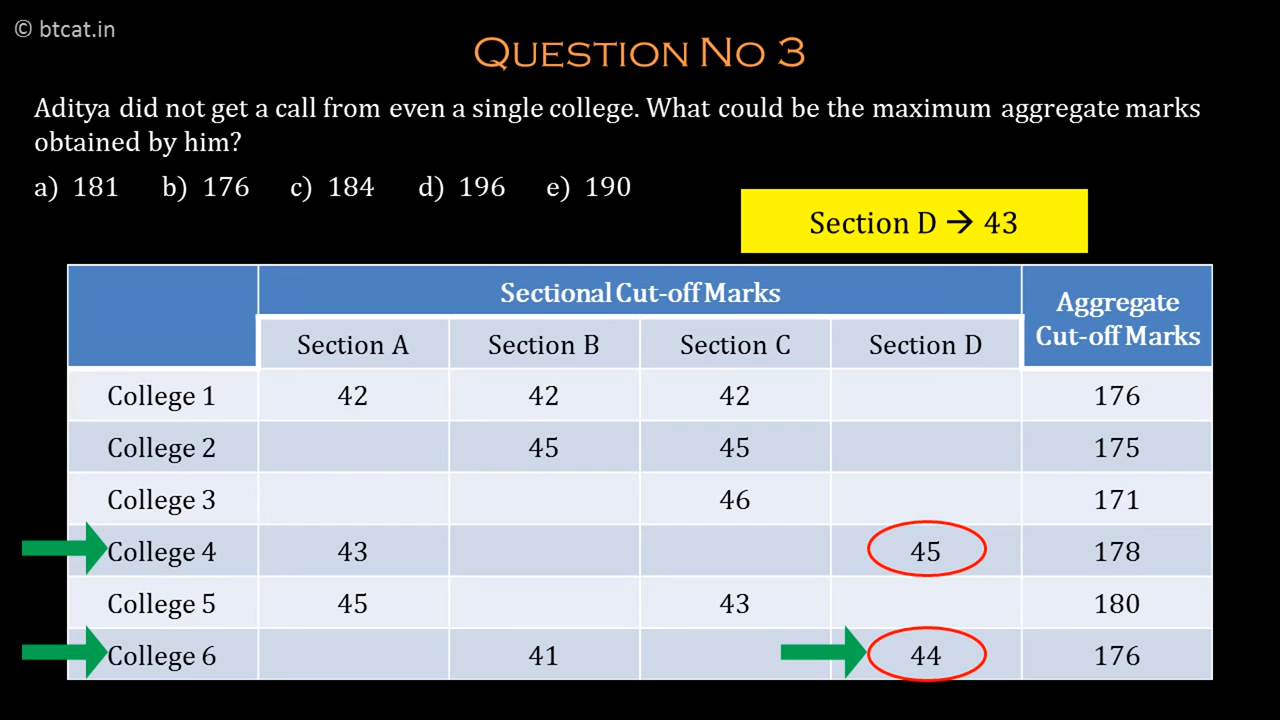 © btcat.in
Question No 3
Aditya did not get a call from even a single college. What could be the maximum aggregate marks
obtained by him?
a) 181 b) 176 c) 184 d) 196 e) 190
Section D → 43
Sectional Cut-off Marks
Aggregate
Cut-off Marks
Section A Section B Section C Section D
College 1 42 42 42 176
College 2 45 45 175
College 3 46 171
College 4 43 45 178
College 5 45 43 180
College 6 41 44 176